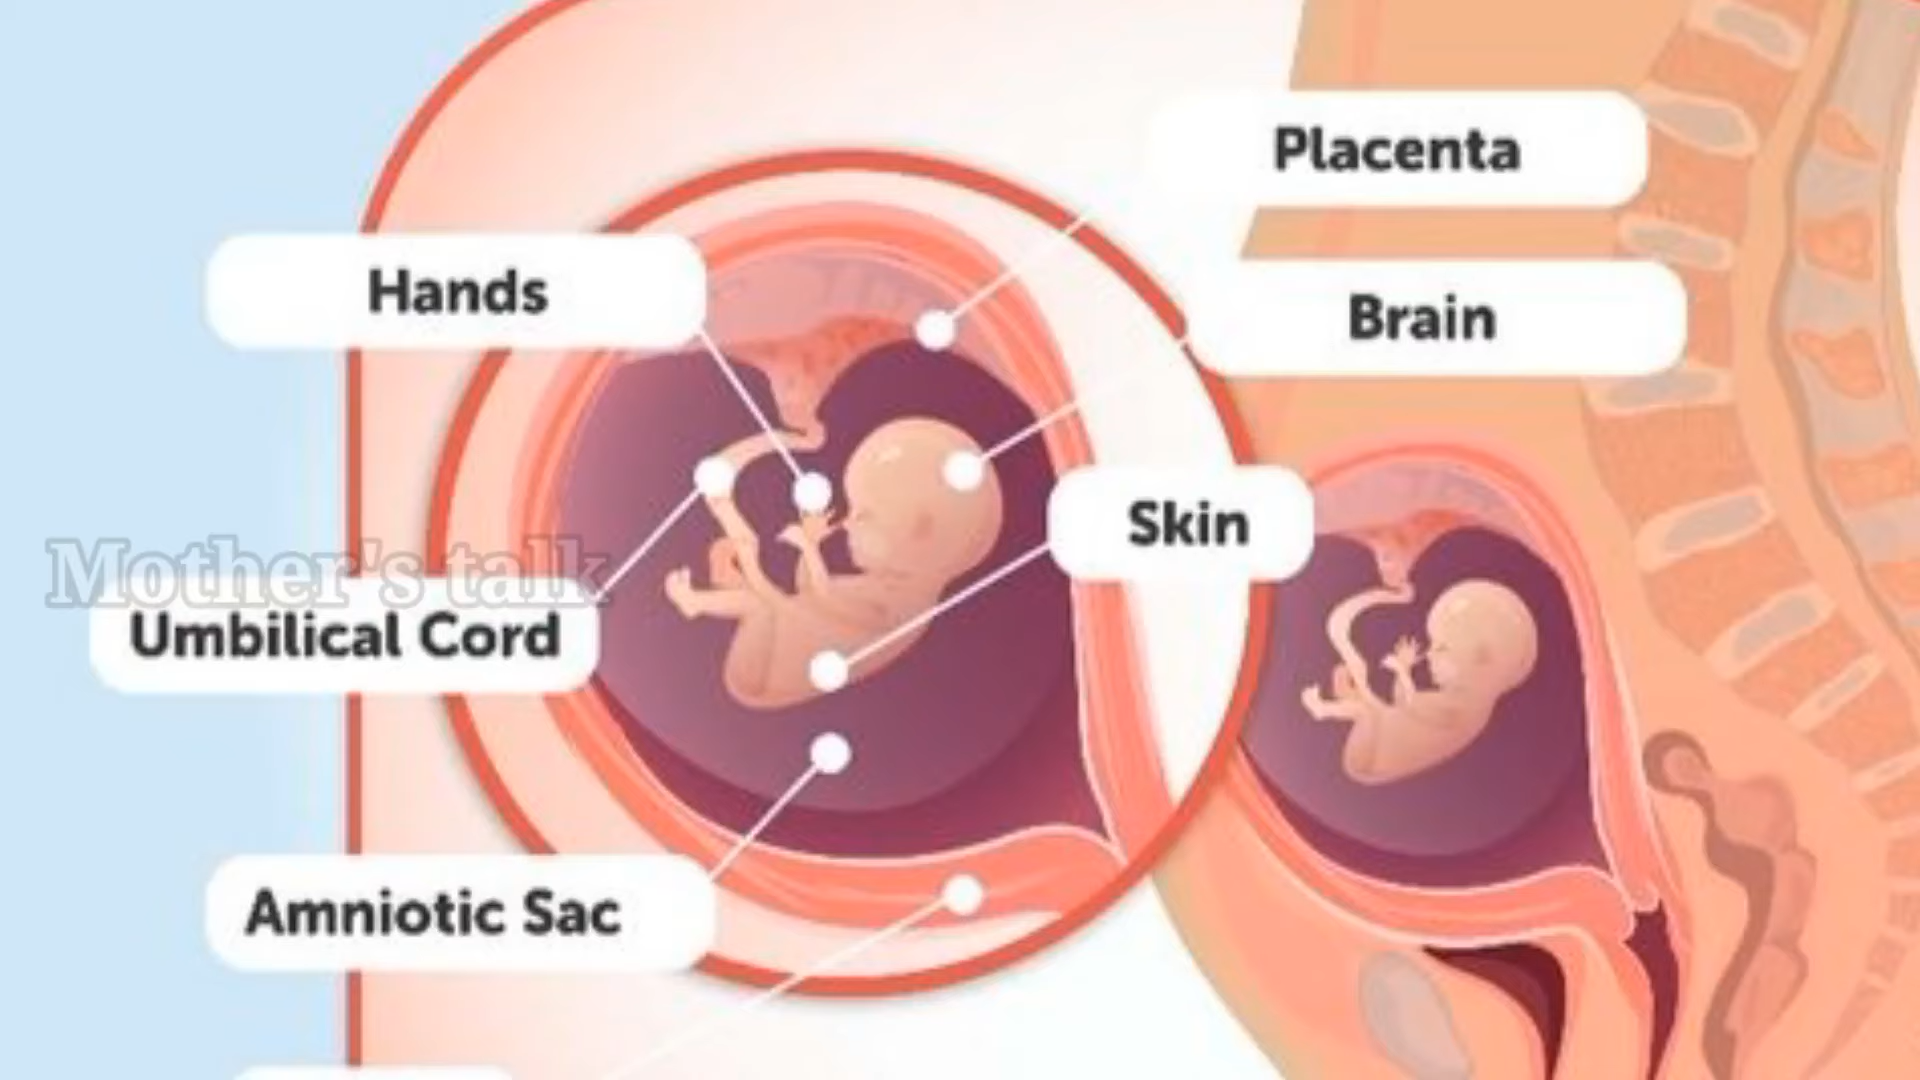 Placenta
Hands
Brain
Skin
Mother's talk
Umbilical Cord
Amniotic Sac